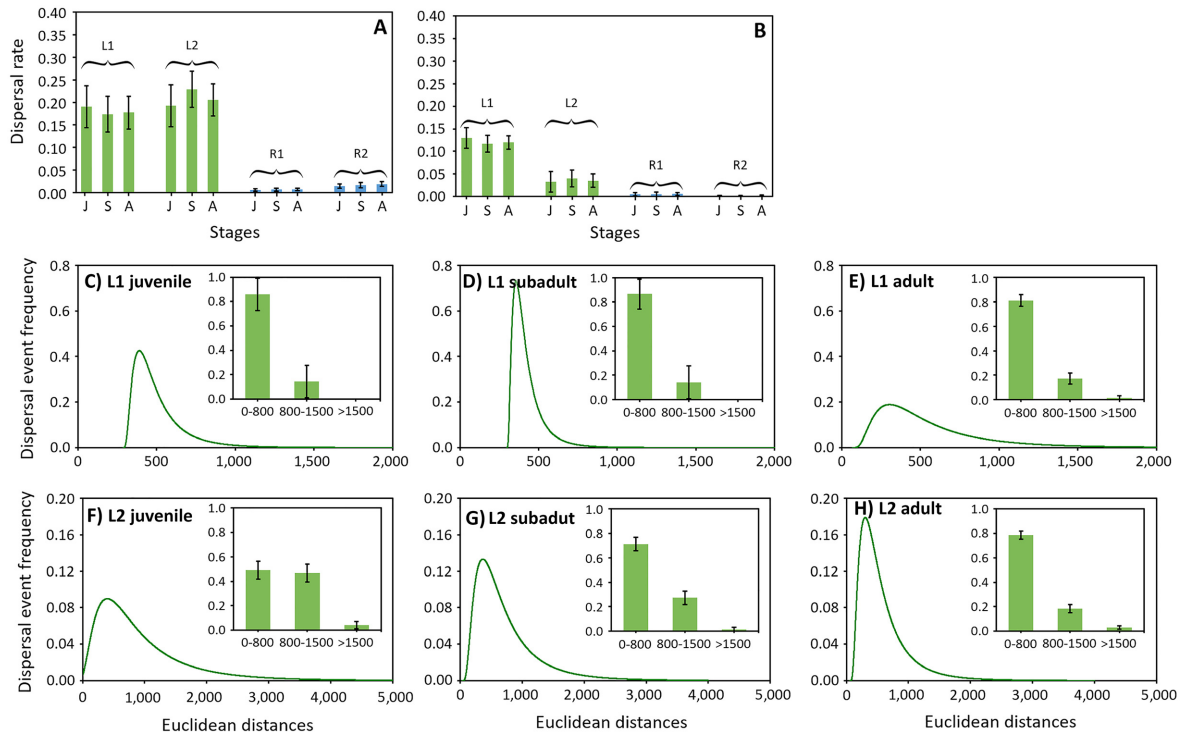 A
Dispersal rate
0.40
0.35
0.30
0.25
0.20
0.15
0.10
0.05
0.00
L1
L2
R1
R2
J S A J S A J S A J S A
Stages
B
0.40
0.35
0.30
0.25
0.20
0.15
0.10
0.05
0.00
L1
L2
R1
R2
J S A J S A J S A J S A
Stages
Dispersal event frequency
C) L1 juvenile
0.8
0.6
0.4
0.2
0.0
0 500 1,000 1,500 2,000
1.0
0.8
0.6
0.4
0.2
0.0
0-800 800-1500 >1500
D) L1 subadult
0.8
0.6
0.4
0.2
0.0
0 500 1,000 1,500 2,000
1.0
0.8
0.6
0.4
0.2
0.0
0-800 800-1500 >1500
E) L1 adult
0.8
0.6
0.4
0.2
0.0
0 500 1,000 1,500 2,000
1.0
0.8
0.6
0.4
0.2
0.0
0-800 800-1500 >1500
Dispersal event frequency
F) L2 juvenile
0.20
0.16
0.12
0.08
0.04
0.00
0 1,000 2,000 3,000 4,000 5,000
1.0
0.8
0.6
0.4
0.2
0.0
0-800 800-1500 >1500
Euclidean distances
G) L2 subadut
0.20
0.16
0.12
0.08
0.04
0.00
0 1,000 2,000 3,000 4,000 5,000
1.0
0.8
0.6
0.4
0.2
0.0
0-800 800-1500 >1500
Euclidean distances
H) L2 adult
0.20
0.16
0.12
0.08
0.04
0.00
0 1,000 2,000 3,000 4,000 5,000
1.0
0.8
0.6
0.4
0.2
0.0
0-800 800-1500 >1500
Euclidean distances